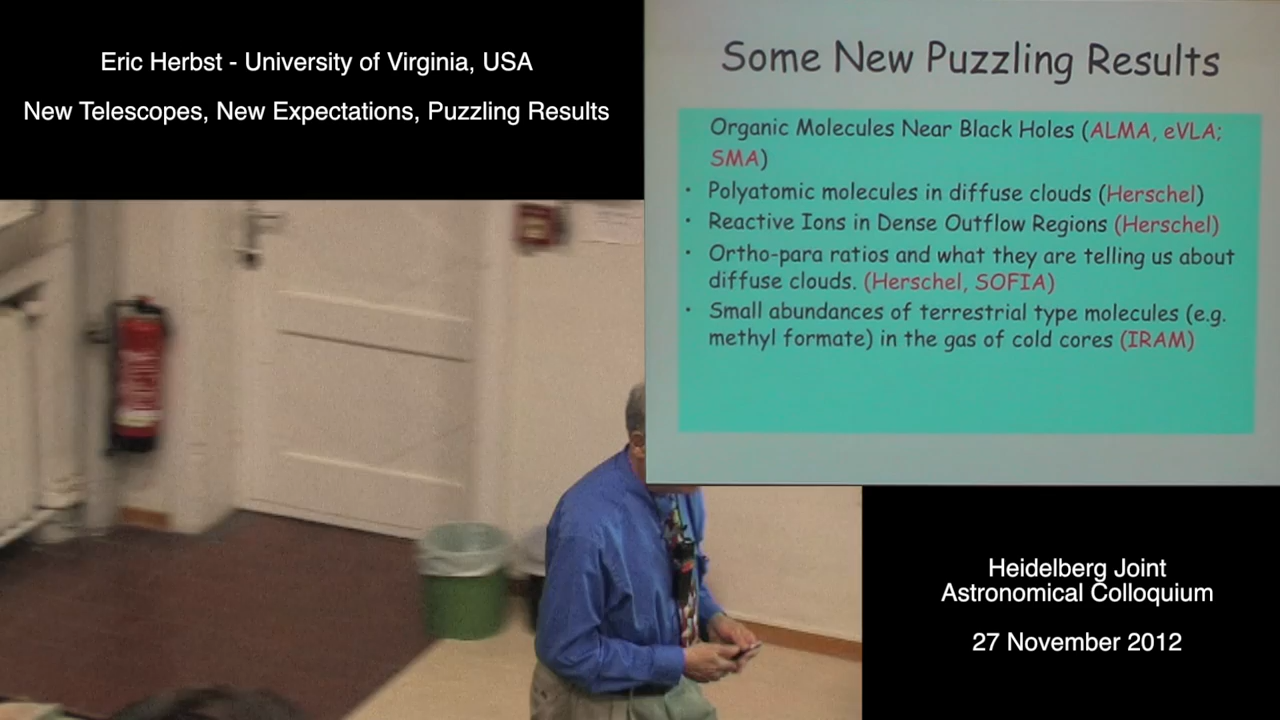 Eric Herbst - University of Virginia, USA
New Telescopes, New Expectations, Puzzling Results
Some New Puzzling Results
Organic Molecules Near Black Holes (ALMA, eVLA;
SMA)
• Polyatomic molecules in diffuse clouds (Herschel)
• Reactive Ions in Dense Outflow Regions (Herschel)
• Ortho-para ratios and what they are telling us about
diffuse clouds. (Herschel, SOFIA)
• Small abundances of terrestrial type molecules (e.g.
methyl formate) in the gas of cold cores (IRAM)
Heidelberg Joint
Astronomical Colloquium
27 November 2012